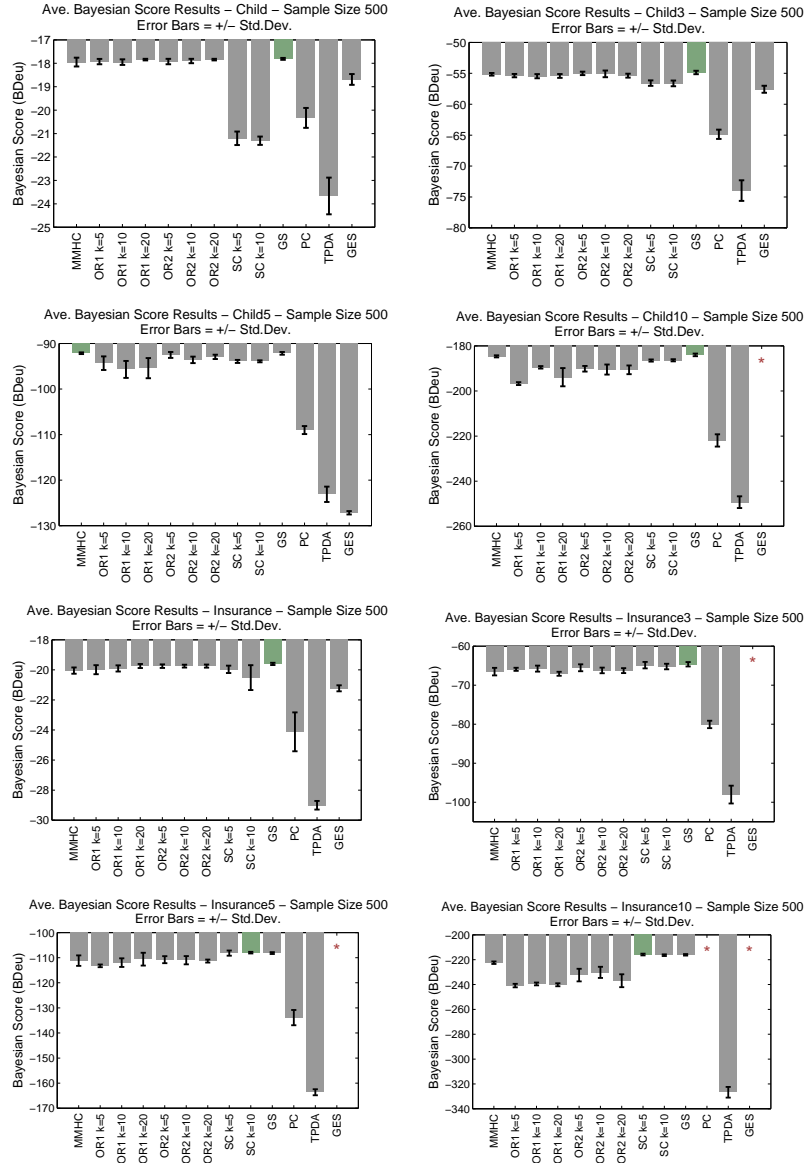 Ave. Bayesian Score Results − Child − Sample Size 500
Error Bars = +/− Std.Dev.
Bayesian Score (BDeu)
−17
−18
−19
−20
−21
−22
−23
−24
−25
MMHC
OR1 k=5
OR1 k=10
OR1 k=20
OR2 k=5
OR2 k=10
OR2 k=20
SC k=5
SC k=10
GS
PC
TPDA
GES
Ave. Bayesian Score Results − Child3 − Sample Size 500
Error Bars = +/− Std.Dev.
Bayesian Score (BDeu)
−50
−55
−60
−65
−70
−75
−80
MMHC
OR1 k=5
OR1 k=10
OR1 k=20
OR2 k=5
OR2 k=10
OR2 k=20
SC k=5
SC k=10
GS
PC
TPDA
GES
Ave. Bayesian Score Results − Child5 − Sample Size 500
Error Bars = +/− Std.Dev.
Bayesian Score (BDeu)
−90
−100
−110
−120
−130
MMHC
OR1 k=5
OR1 k=10
OR1 k=20
OR2 k=5
OR2 k=10
OR2 k=20
SC k=5
SC k=10
GS
PC
TPDA
GES
Ave. Bayesian Score Results − Child10 − Sample Size 500
Error Bars = +/− Std.Dev.
Bayesian Score (BDeu)
−180
−200
−220
−240
−260
*
MMHC
OR1 k=5
OR1 k=10
OR1 k=20
OR2 k=5
OR2 k=10
OR2 k=20
SC k=5
SC k=10
GS
PC
TPDA
GES
Ave. Bayesian Score Results − Insurance − Sample Size 500
Error Bars = +/− Std.Dev.
Bayesian Score (BDeu)
−18
−20
−22
−24
−26
−28
−30
MMHC
OR1 k=5
OR1 k=10
OR1 k=20
OR2 k=5
OR2 k=10
OR2 k=20
SC k=5
SC k=10
GS
PC
TPDA
GES
Ave. Bayesian Score Results − Insurance3 − Sample Size 500
Error Bars = +/− Std.Dev.
Bayesian Score (BDeu)
−60
−70
−80
−90
−100
*
MMHC
OR1 k=5
OR1 k=10
OR1 k=20
OR2 k=5
OR2 k=10
OR2 k=20
SC k=5
SC k=10
GS
PC
TPDA
GES
Ave. Bayesian Score Results − Insurance5 − Sample Size 500
Error Bars = +/− Std.Dev.
Bayesian Score (BDeu)
−100
−110
−120
−130
−140
−150
−160
−170
*
MMHC
OR1 k=5
OR1 k=10
OR1 k=20
OR2 k=5
OR2 k=10
OR2 k=20
SC k=5
SC k=10
GS
PC
TPDA
GES
Ave. Bayesian Score Results − Insurance10 − Sample Size 500
Error Bars = +/− Std.Dev.
Bayesian Score (BDeu)
−200
−220
−240
−260
−280
−300
−320
−340
*
*
MMHC
OR1 k=5
OR1 k=10
OR1 k=20
OR2 k=5
OR2 k=10
OR2 k=20
SC k=5
SC k=10
GS
PC
TPDA
GES